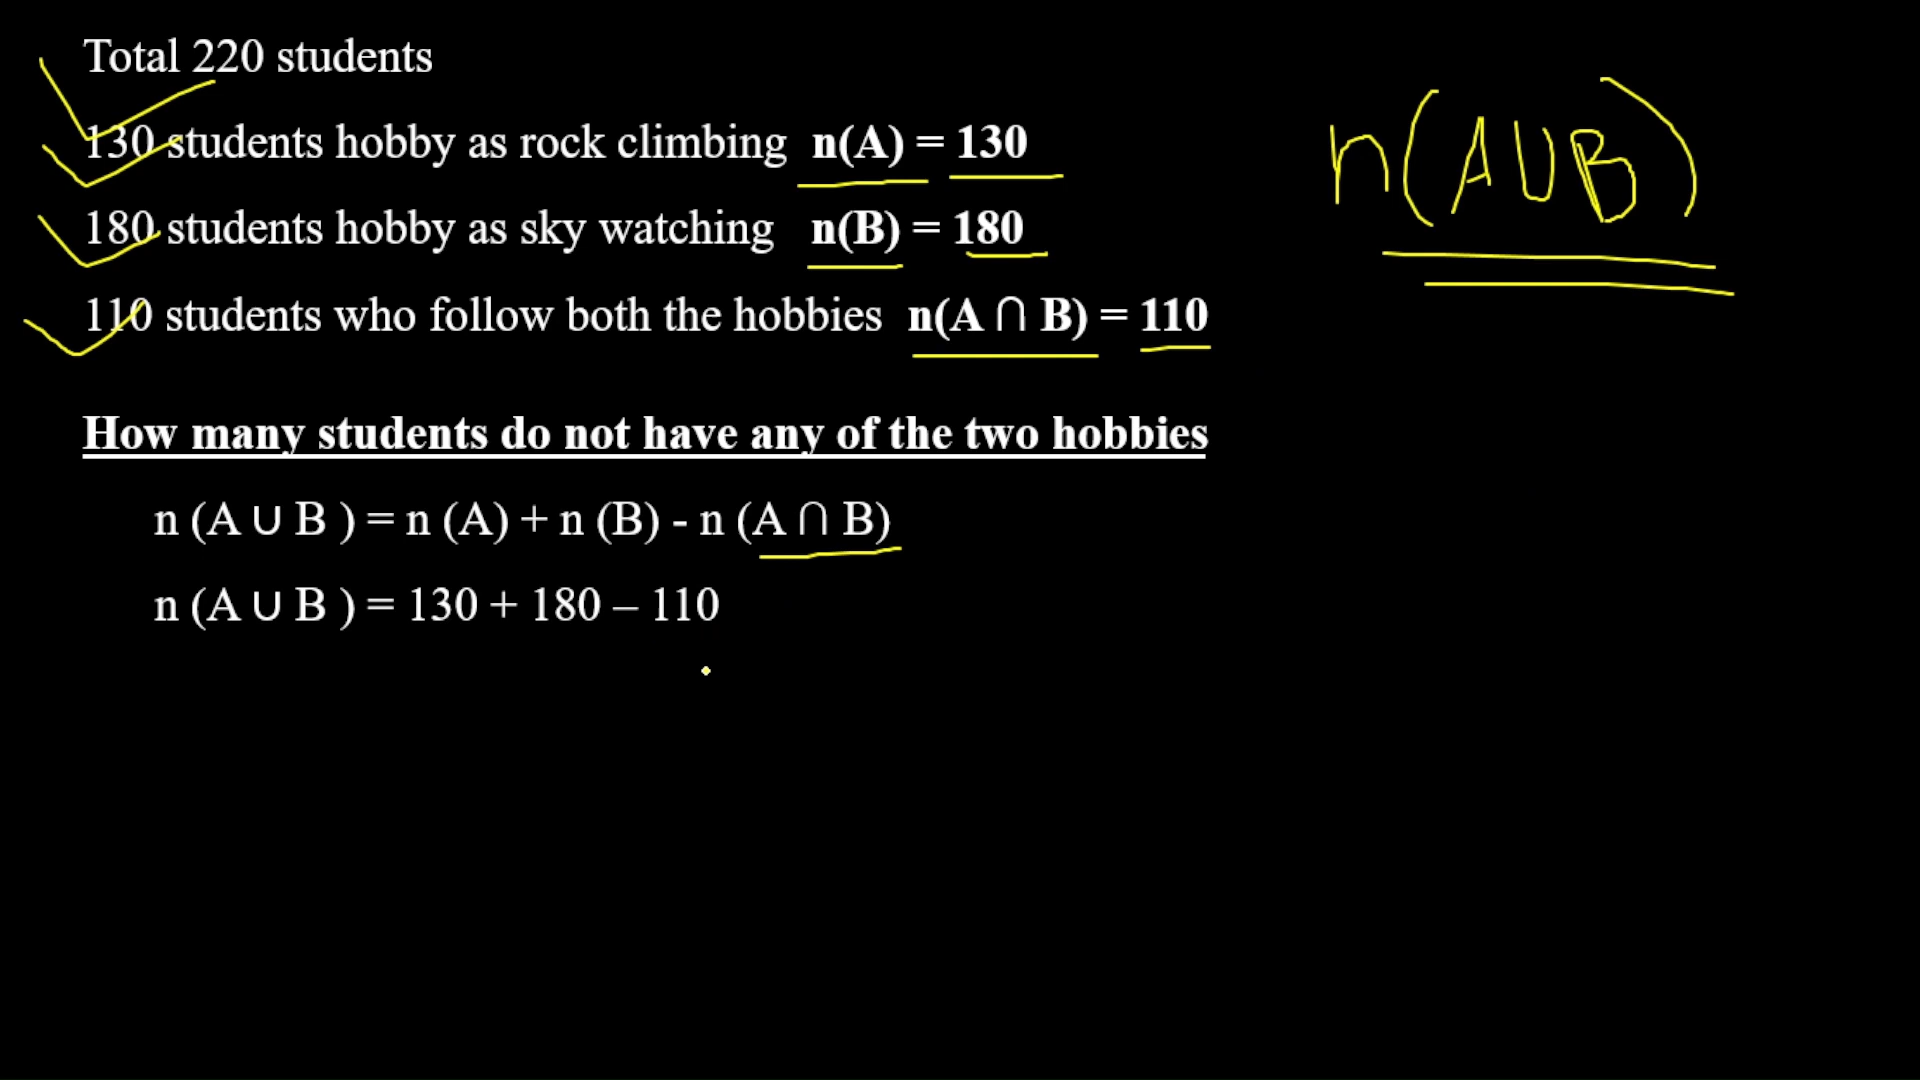 Total 220 students
130 students hobby as rock climbing n(A) = 130
180 students hobby as sky watching n(B) = 180
110 students who follow both the hobbies n(A ∩ B) = 110
n(A∪B)
How many students do not have any of the two hobbies
n (A ∪ B ) = n (A) + n (B) - n (A ∩ B)
n (A ∪ B ) = 130 + 180 – 110